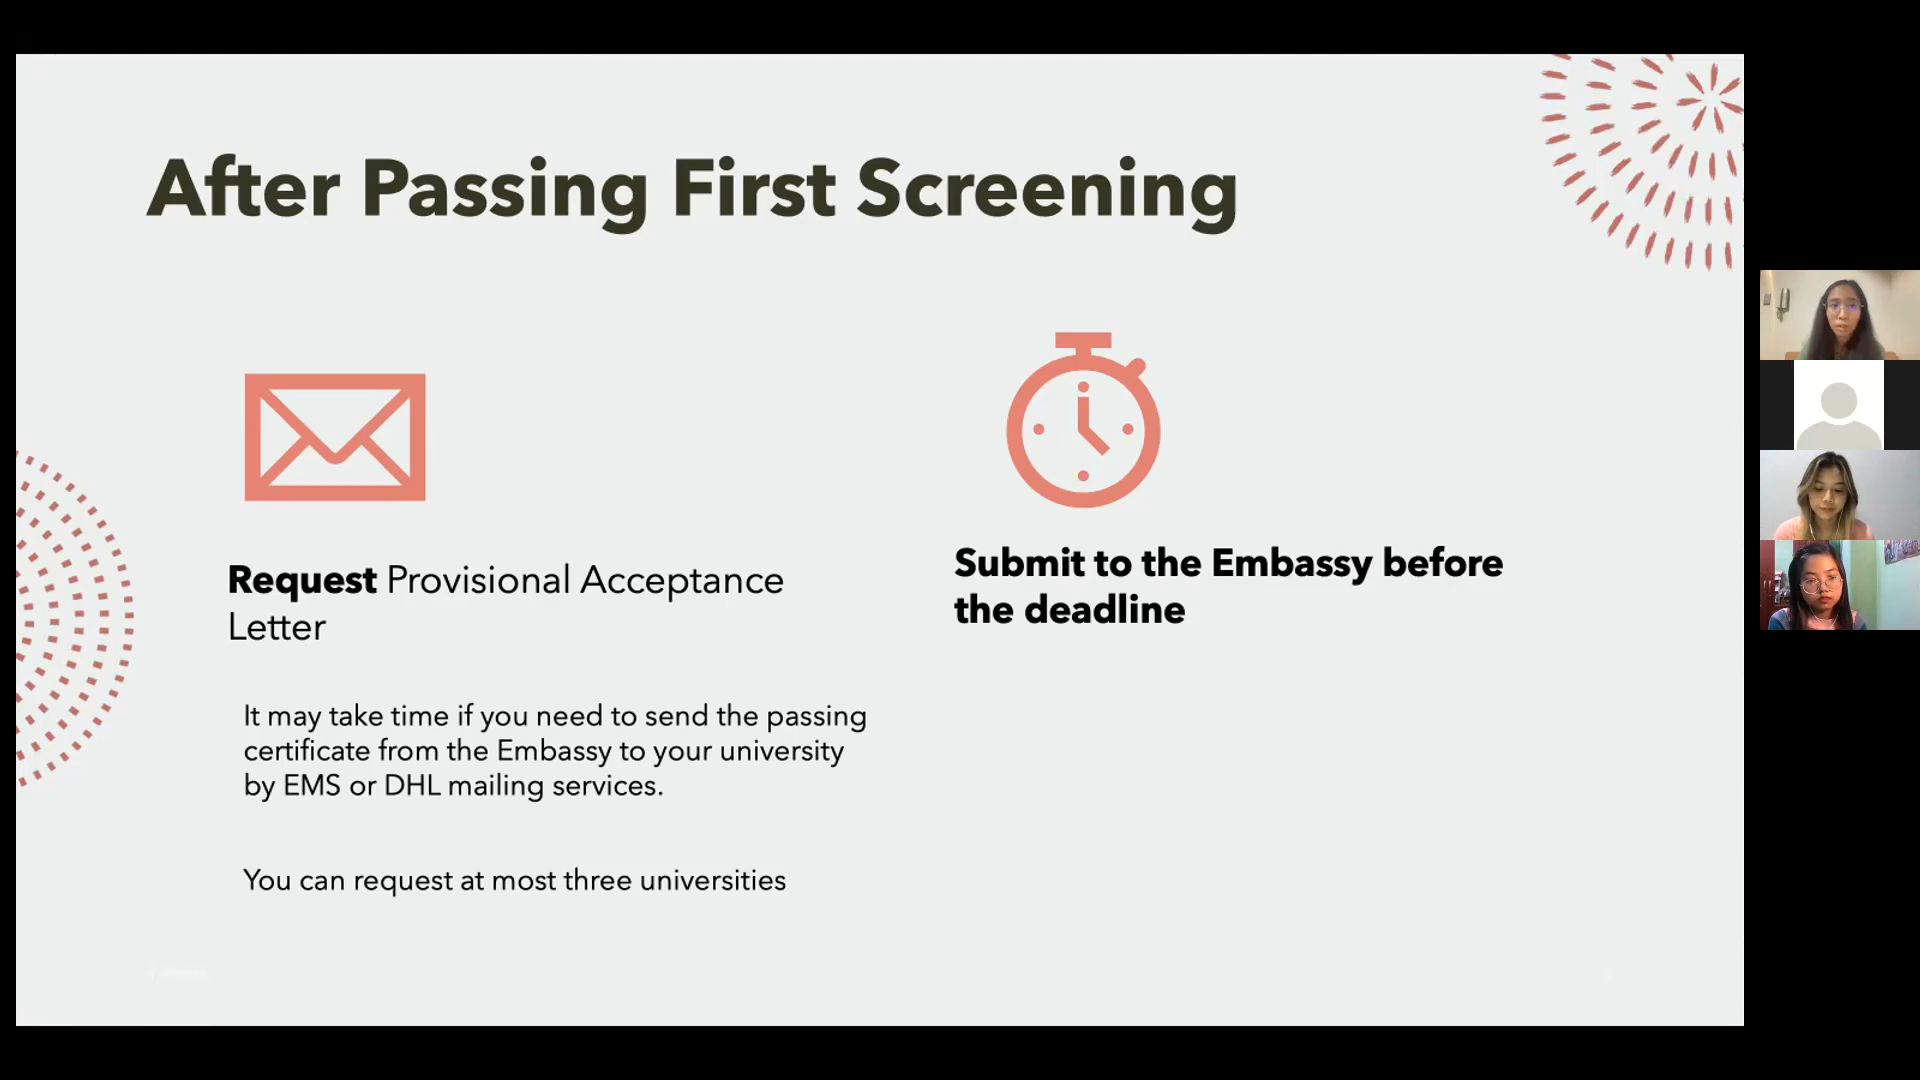 After Passing First Screening
Request Provisional Acceptance
Letter
It may take time if you need to send the passing
certificate from the Embassy to your university
by EMS or DHL mailing services.
You can request at most three universities
Submit to the Embassy before
the deadline